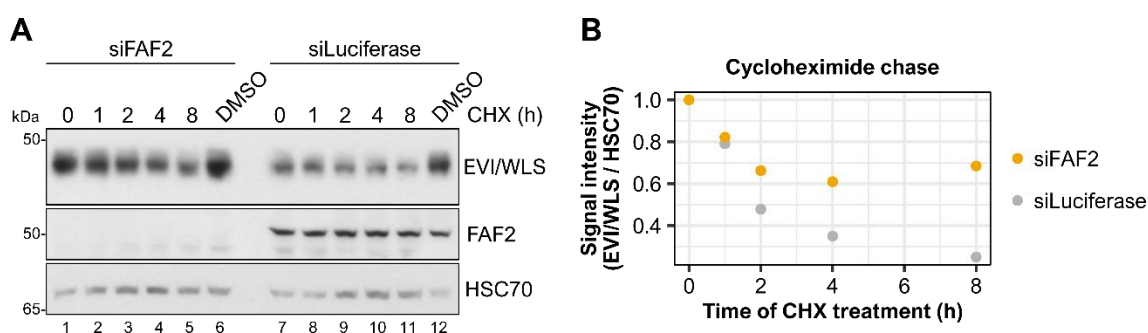 A
siFAF2 siLuciferase
kDa 0 1 2 4 8 DMSO 0 1 2 4 8 DMSO CHX (h)
50- EVI/WLS
50- FAF2
65- HSC70
1 2 3 4 5 6 7 8 9 10 11 12
B
Cycloheximide chase
Signal intensity
(EVI/WLS / HSC70)
1.0
0.8
0.6
0.4
0 2 4 6 8
Time of CHX treatment (h)
siFAF2
siLuciferase